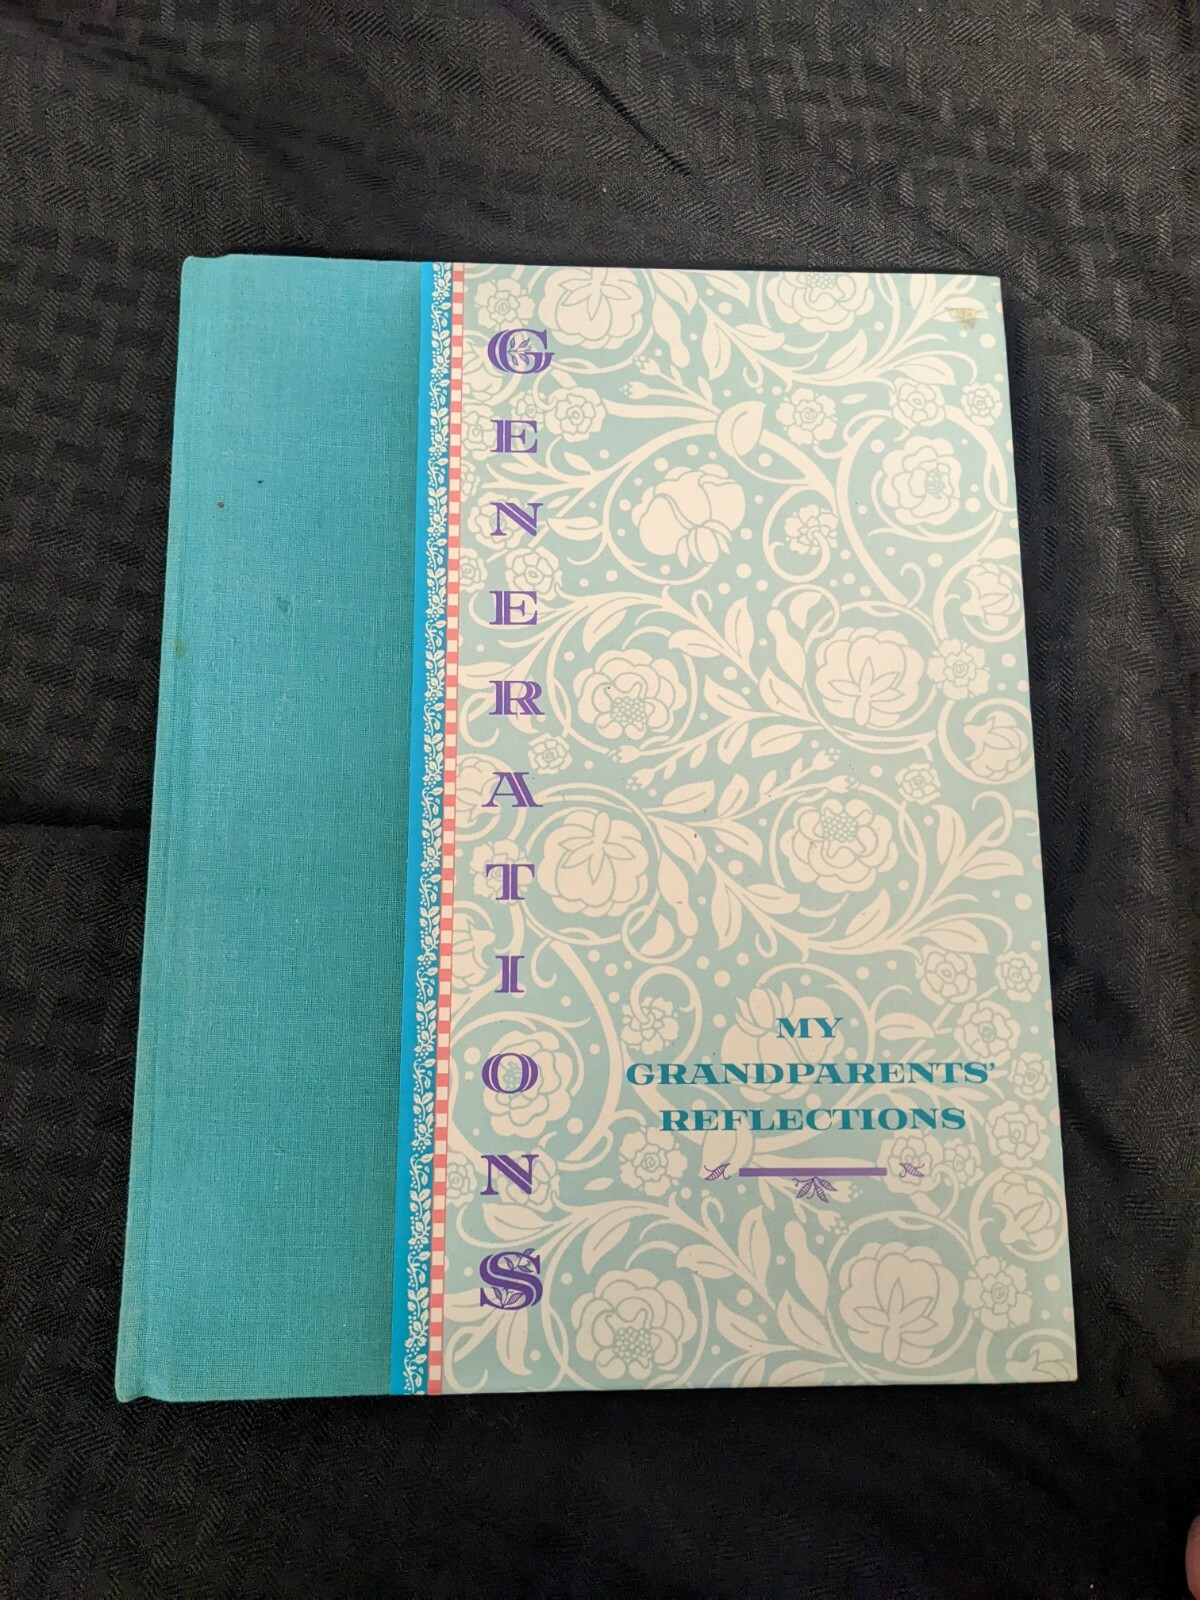 GENERATIONS
MY
GRANDPARENTS'
REFLECTIONS